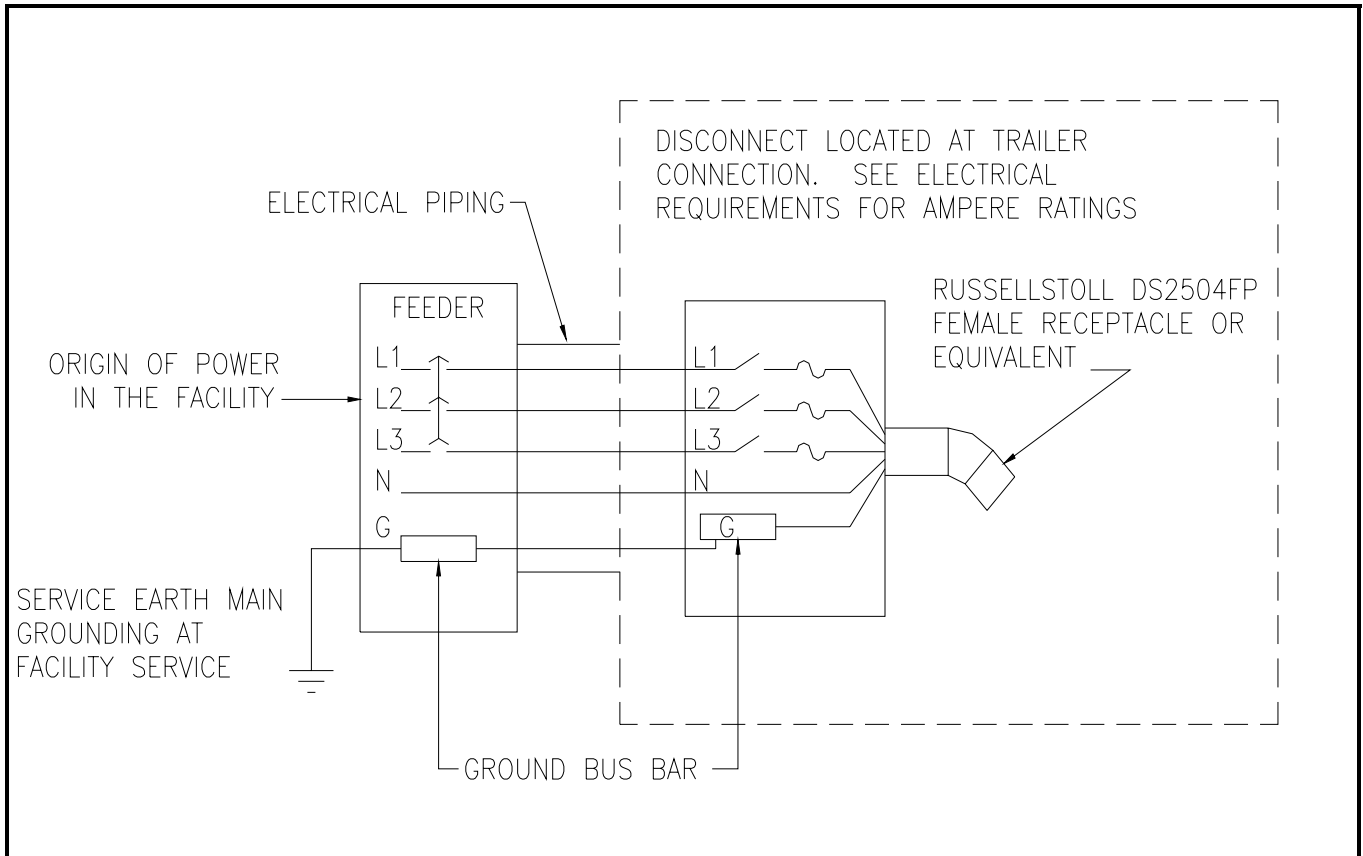 DISCONNECT LOCATED AT TRAILER
CONNECTION. SEE ELECTRICAL
REQUIREMENTS FOR AMPERE RATINGS
ELECTRICAL PIPING
RUSSELLSTOLL DS2504FP
FEMALE RECEPTACLE OR
EQUIVALENT
FEEDER
ORIGIN OF POWER
IN THE FACILITY
L1
L2
L3
N
G
L1
L2
L3
N
G
SERVICE EARTH MAIN
GROUNDING AT
FACILITY SERVICE
GROUND BUS BAR